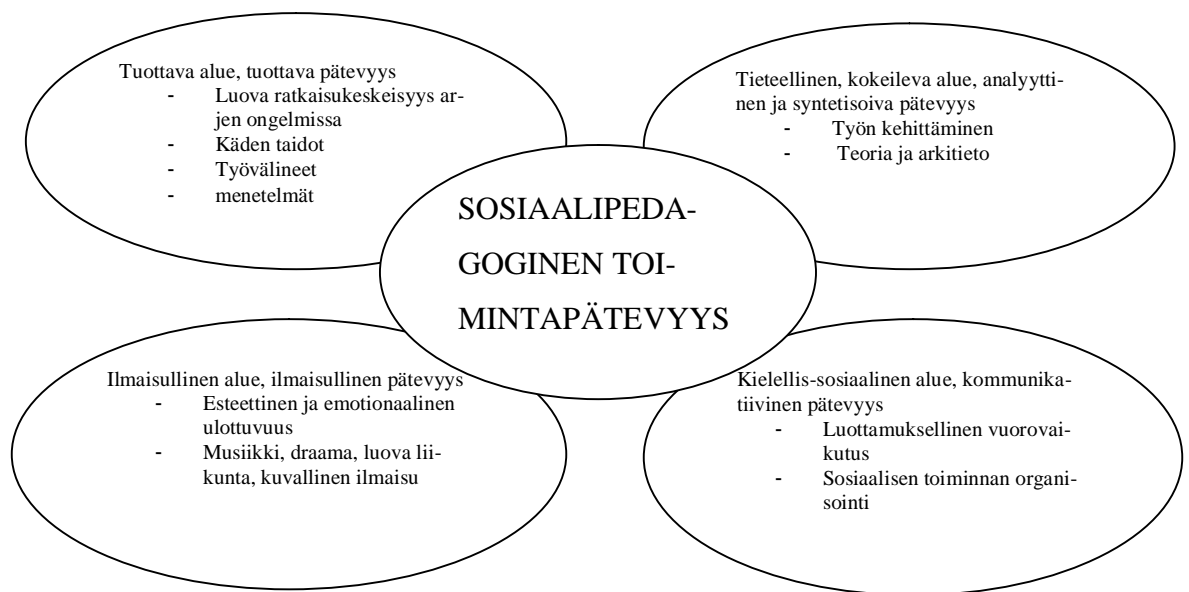 Tuottava alue, tuottava pätevyys
- Luova ratkaisukeskeisyys ar-
jen ongelmissa
- Käden taidot
- Työvälineet
- menetelmät
Tieteellinen, kokeileva alue, analyytti-
nen ja syntetisoiva pätevyys
- Työn kehittäminen
- Teoria ja arkitieto
SOSIAALIPEDA-
GOGINEN TOI-
MINTAPÄTEVYYS
Ilmaisullinen alue, ilmaisullinen pätevyys
- Esteettinen ja emotionaalinen
ulottuvuus
- Musiikki, draama, luova lii-
kunta, kuvallinen ilmaisu
Kielellis-sosiaalinen alue, kommunika-
tiivinen pätevyys
- Luottamuksellinen vuorovai-
kutus
- Sosiaalisen toiminnan organi-
sointi